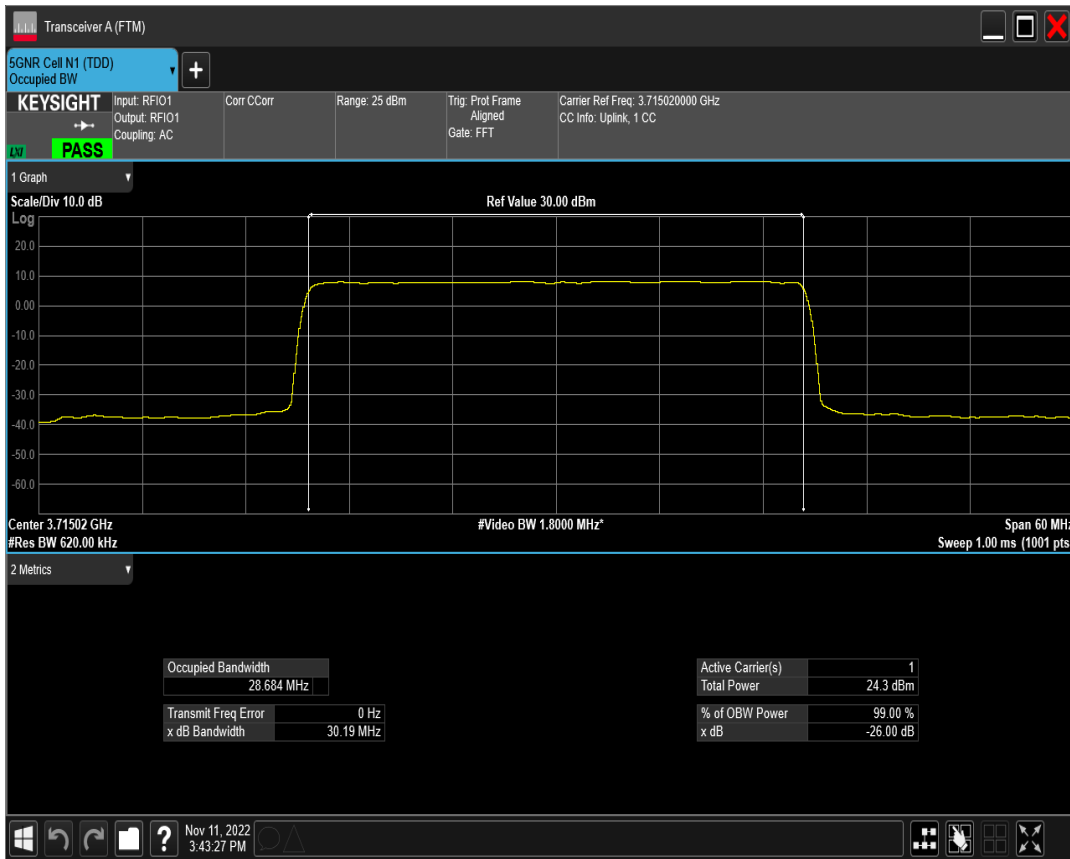 Transceiver A (FTM)
5GNR Cell N1 (TDD)
Occupied BW
+
KEYSIGHT
LXI
PASS
Input: RFIO1
Output: RFIO1
Coupling: AC
Corr CCorr
Range: 25 dBm
Trig: Prot Frame
Aligned
Gate: FFT
Carrier Ref Freq: 3.715020000 GHz
CC Info: Uplink, 1 CC
1 Graph
Scale/Div 10.0 dB
Ref Value 30.00 dBm
Log
20.0
10.0
0.00
-10.0
-20.0
-30.0
-40.0
-50.0
-60.0
Center 3.71502 GHz
#Video BW 1.8000 MHz*
Span 60 MHz
#Res BW 620.00 kHz
Sweep 1.00 ms (1001 pts
2 Metrics
Occupied Bandwidth
28.684 MHz
Transmit Freq Error 0 Hz
x dB Bandwidth 30.19 MHz
Active Carrier(s) 1
Total Power 24.3 dBm
% of OBW Power 99.00 %
x dB -26.00 dB
?
Nov 11, 2022
3:43:27 PM